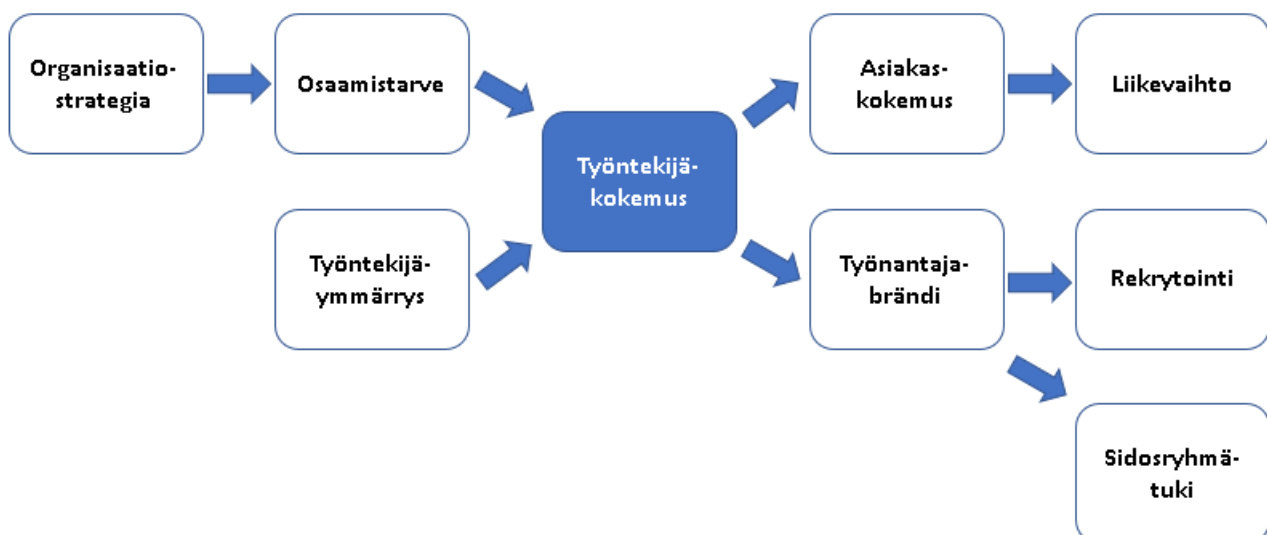 Organisaatio-
strategia
Osaamistarve
Työntekijä-
ymmärrys
Työntekijä-
kokemus
Asiakas-
kokemus
Liikevaihto
Työnantaja-
brändi
Rekrytointi
Sidosryhmä-
tuki